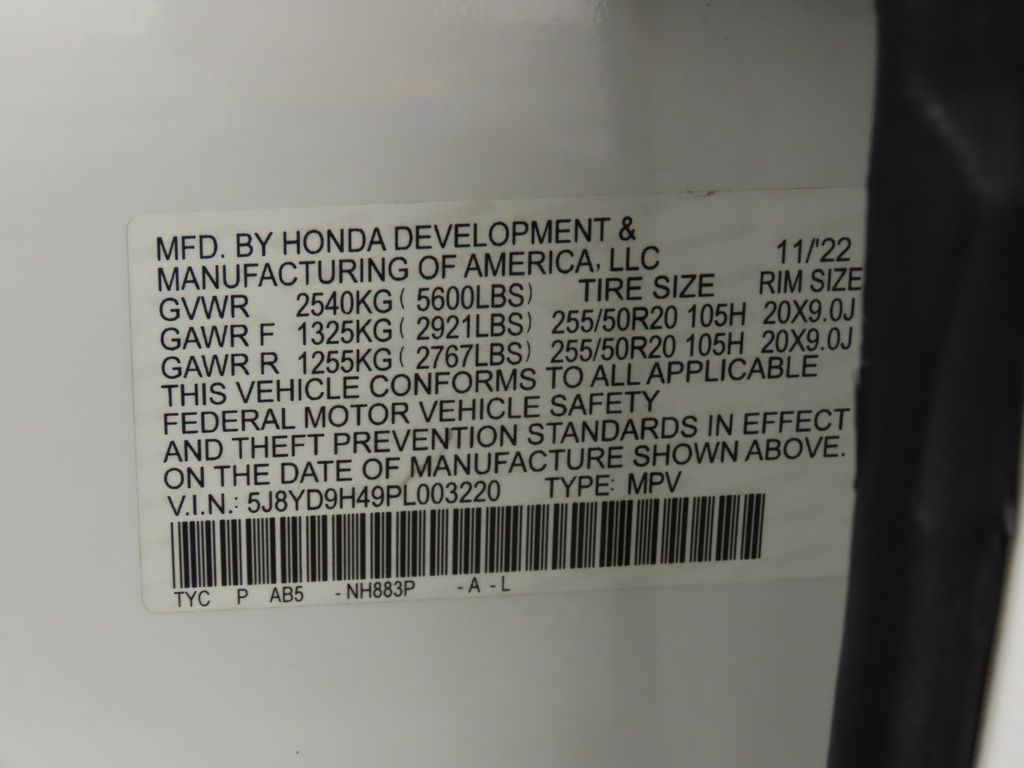 MFD. BY HONDA DEVELOPMENT &
MANUFACTURING OF AMERICA, LLC 11/'22
GVWR 2540KG ( 5600LBS) TIRE SIZE RIM SIZE
GAWR F 1325KG ( 2921LBS) 255/50R20 105H 20X9.0J
GAWR R 1255KG ( 2767LBS) 255/50R20 105H 20X9.0J
THIS VEHICLE CONFORMS TO ALL APPLICABLE
FEDERAL MOTOR VEHICLE SAFETY
AND THEFT PREVENTION STANDARDS IN EFFECT
ON THE DATE OF MANUFACTURE SHOWN ABOVE.
V.I.N.: 5J8YD9H49PL003220 TYPE: MPV
TYC P AB5 - NH883P - A - L